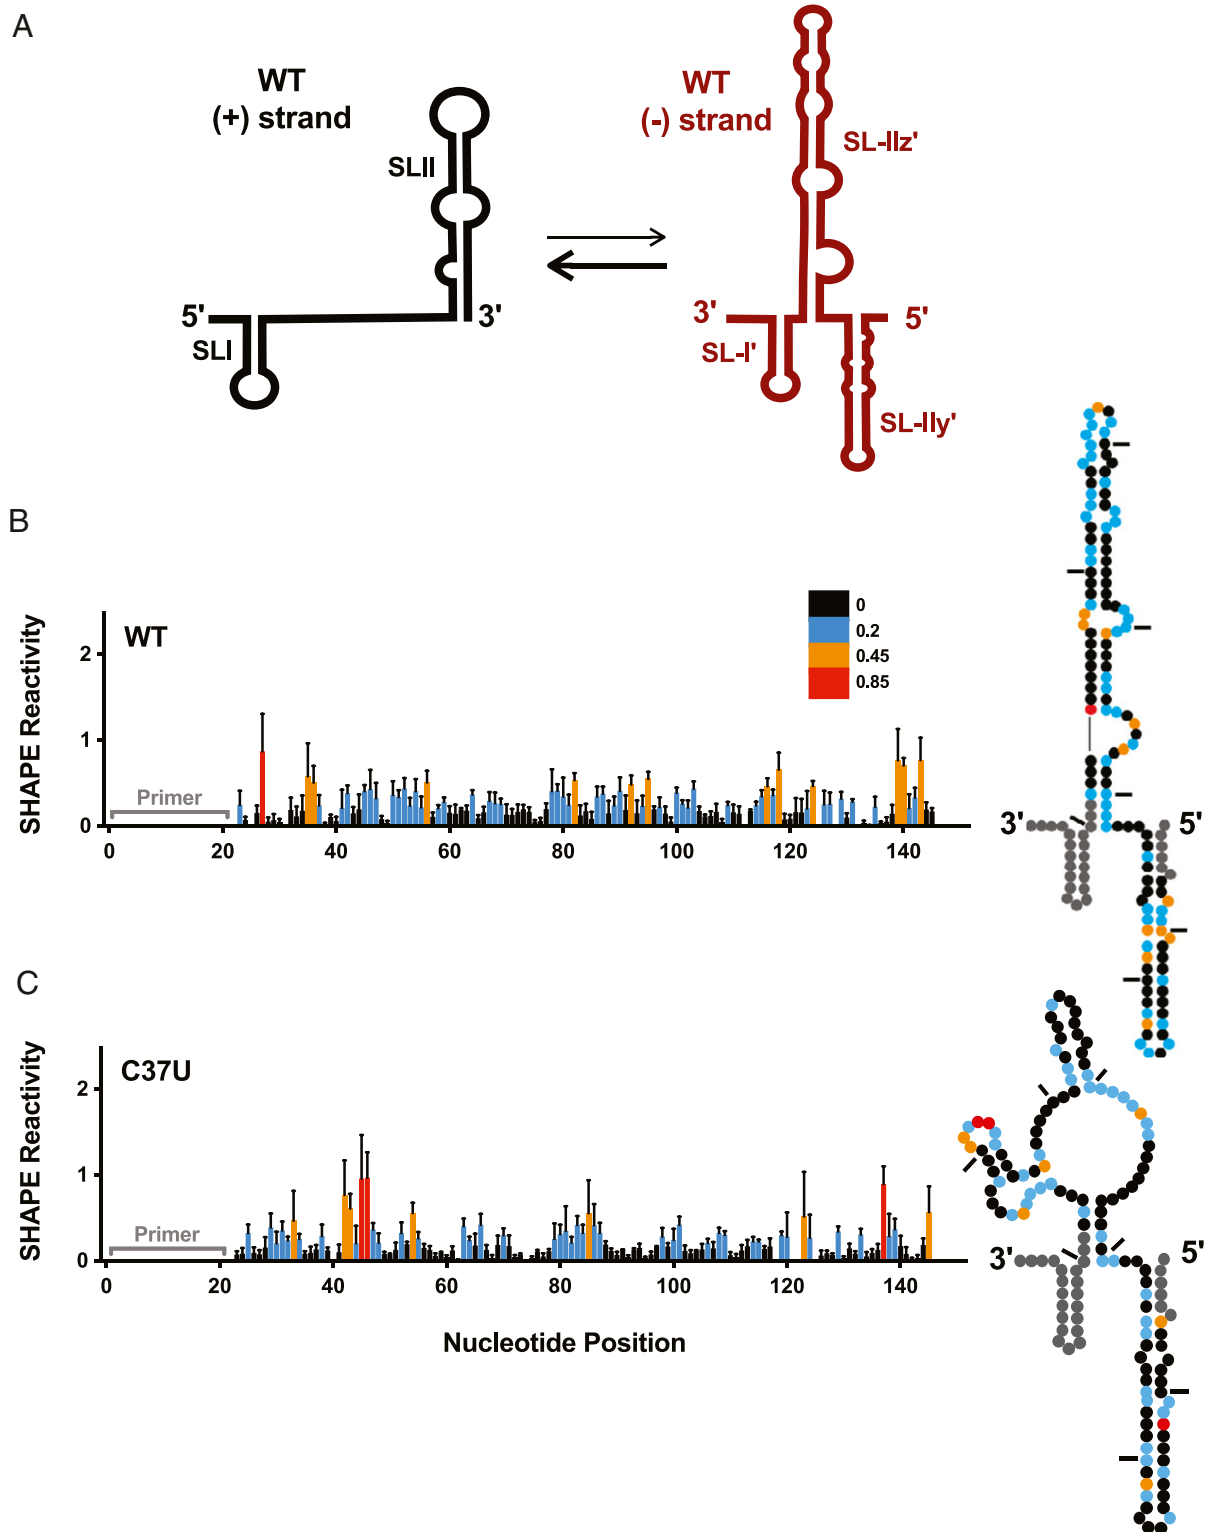 A
WT
(+) strand
SLII
5'
3'
SLI
WT
(-) strand
SL-IIz'
3'
5'
SL-I'
SL-IIy'
B
SHAPE Reactivity
WT
2
1
0
Primer
0
0.2
0.45
0.85
0 20 40 60 80 100 120 140
3'
5'
C
SHAPE Reactivity
C37U
2
1
0
Primer
0 20 40 60 80 100 120 140
Nucleotide Position
3'
5'